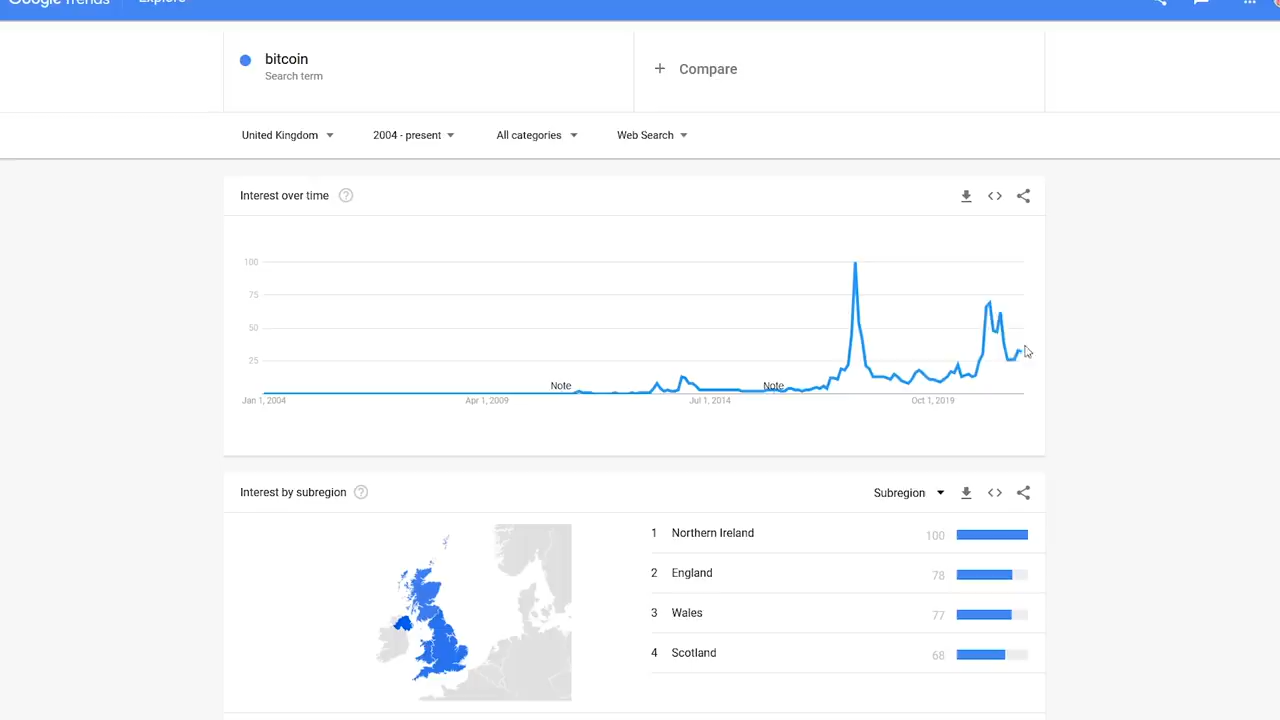 Google Trends Explore
bitcoin
Search term
+ Compare
United Kingdom 2004 - present All categories Web Search
Interest over time
100
75
50
25
Note Note
Jan 1, 2004 Apr 1, 2009 Jul 1, 2014 Oct 1, 2019
Interest by subregion Subregion
1 Northern Ireland 100
2 England 78
3 Wales 77
4 Scotland 68